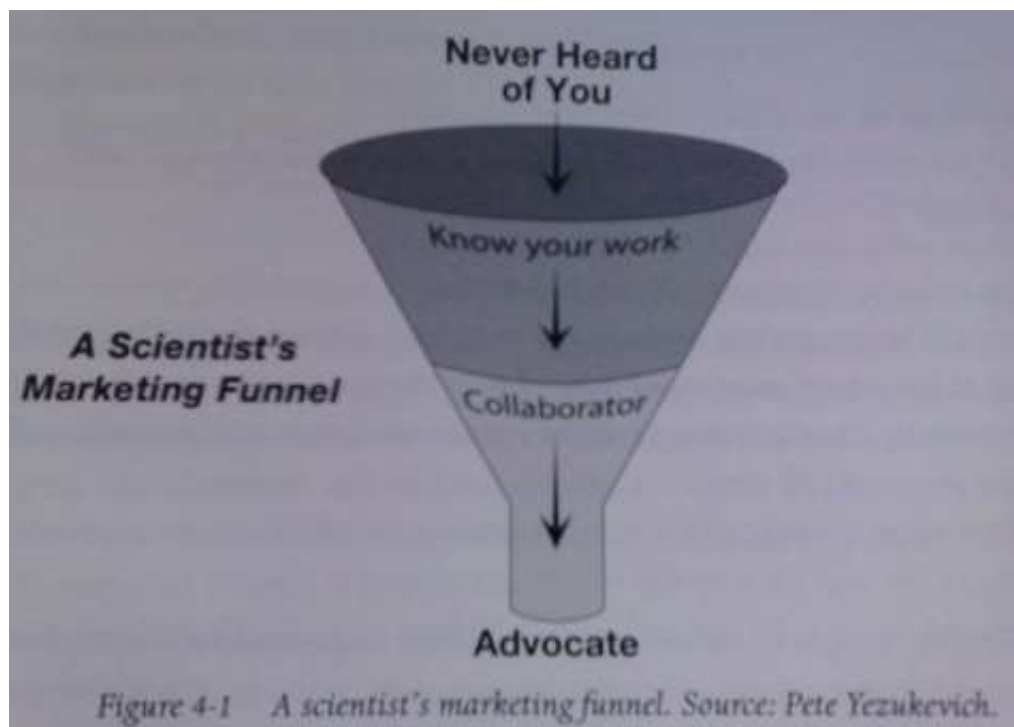 Never Heard
of You
Know your work
A Scientist's
Marketing Funnel
Collaborator
Advocate
Figure 4-1 A scientist's marketing funnel. Source: Pete Yezukevich.